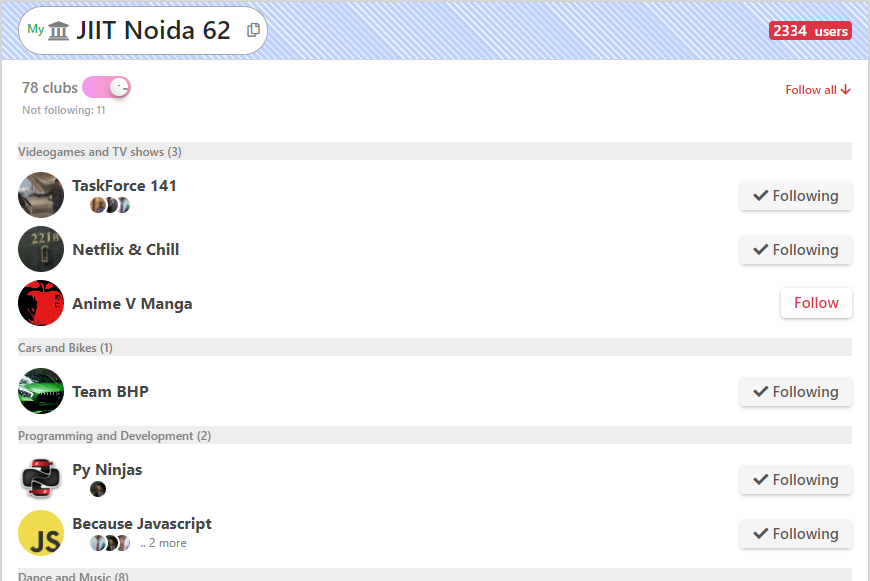 My JIIT Noida 62
2334 users
78 clubs
Follow all
Not following: 11
Videogames and TV shows (3)
TaskForce 141
Following
221B
Netflix & Chill
Following
Anime V Manga
Follow
Cars and Bikes (1)
Team BHP
Following
Programming and Development (2)
Py Ninjas
Following
JS
Because Javascript
.. 2 more
Following
Dance and Music (8)